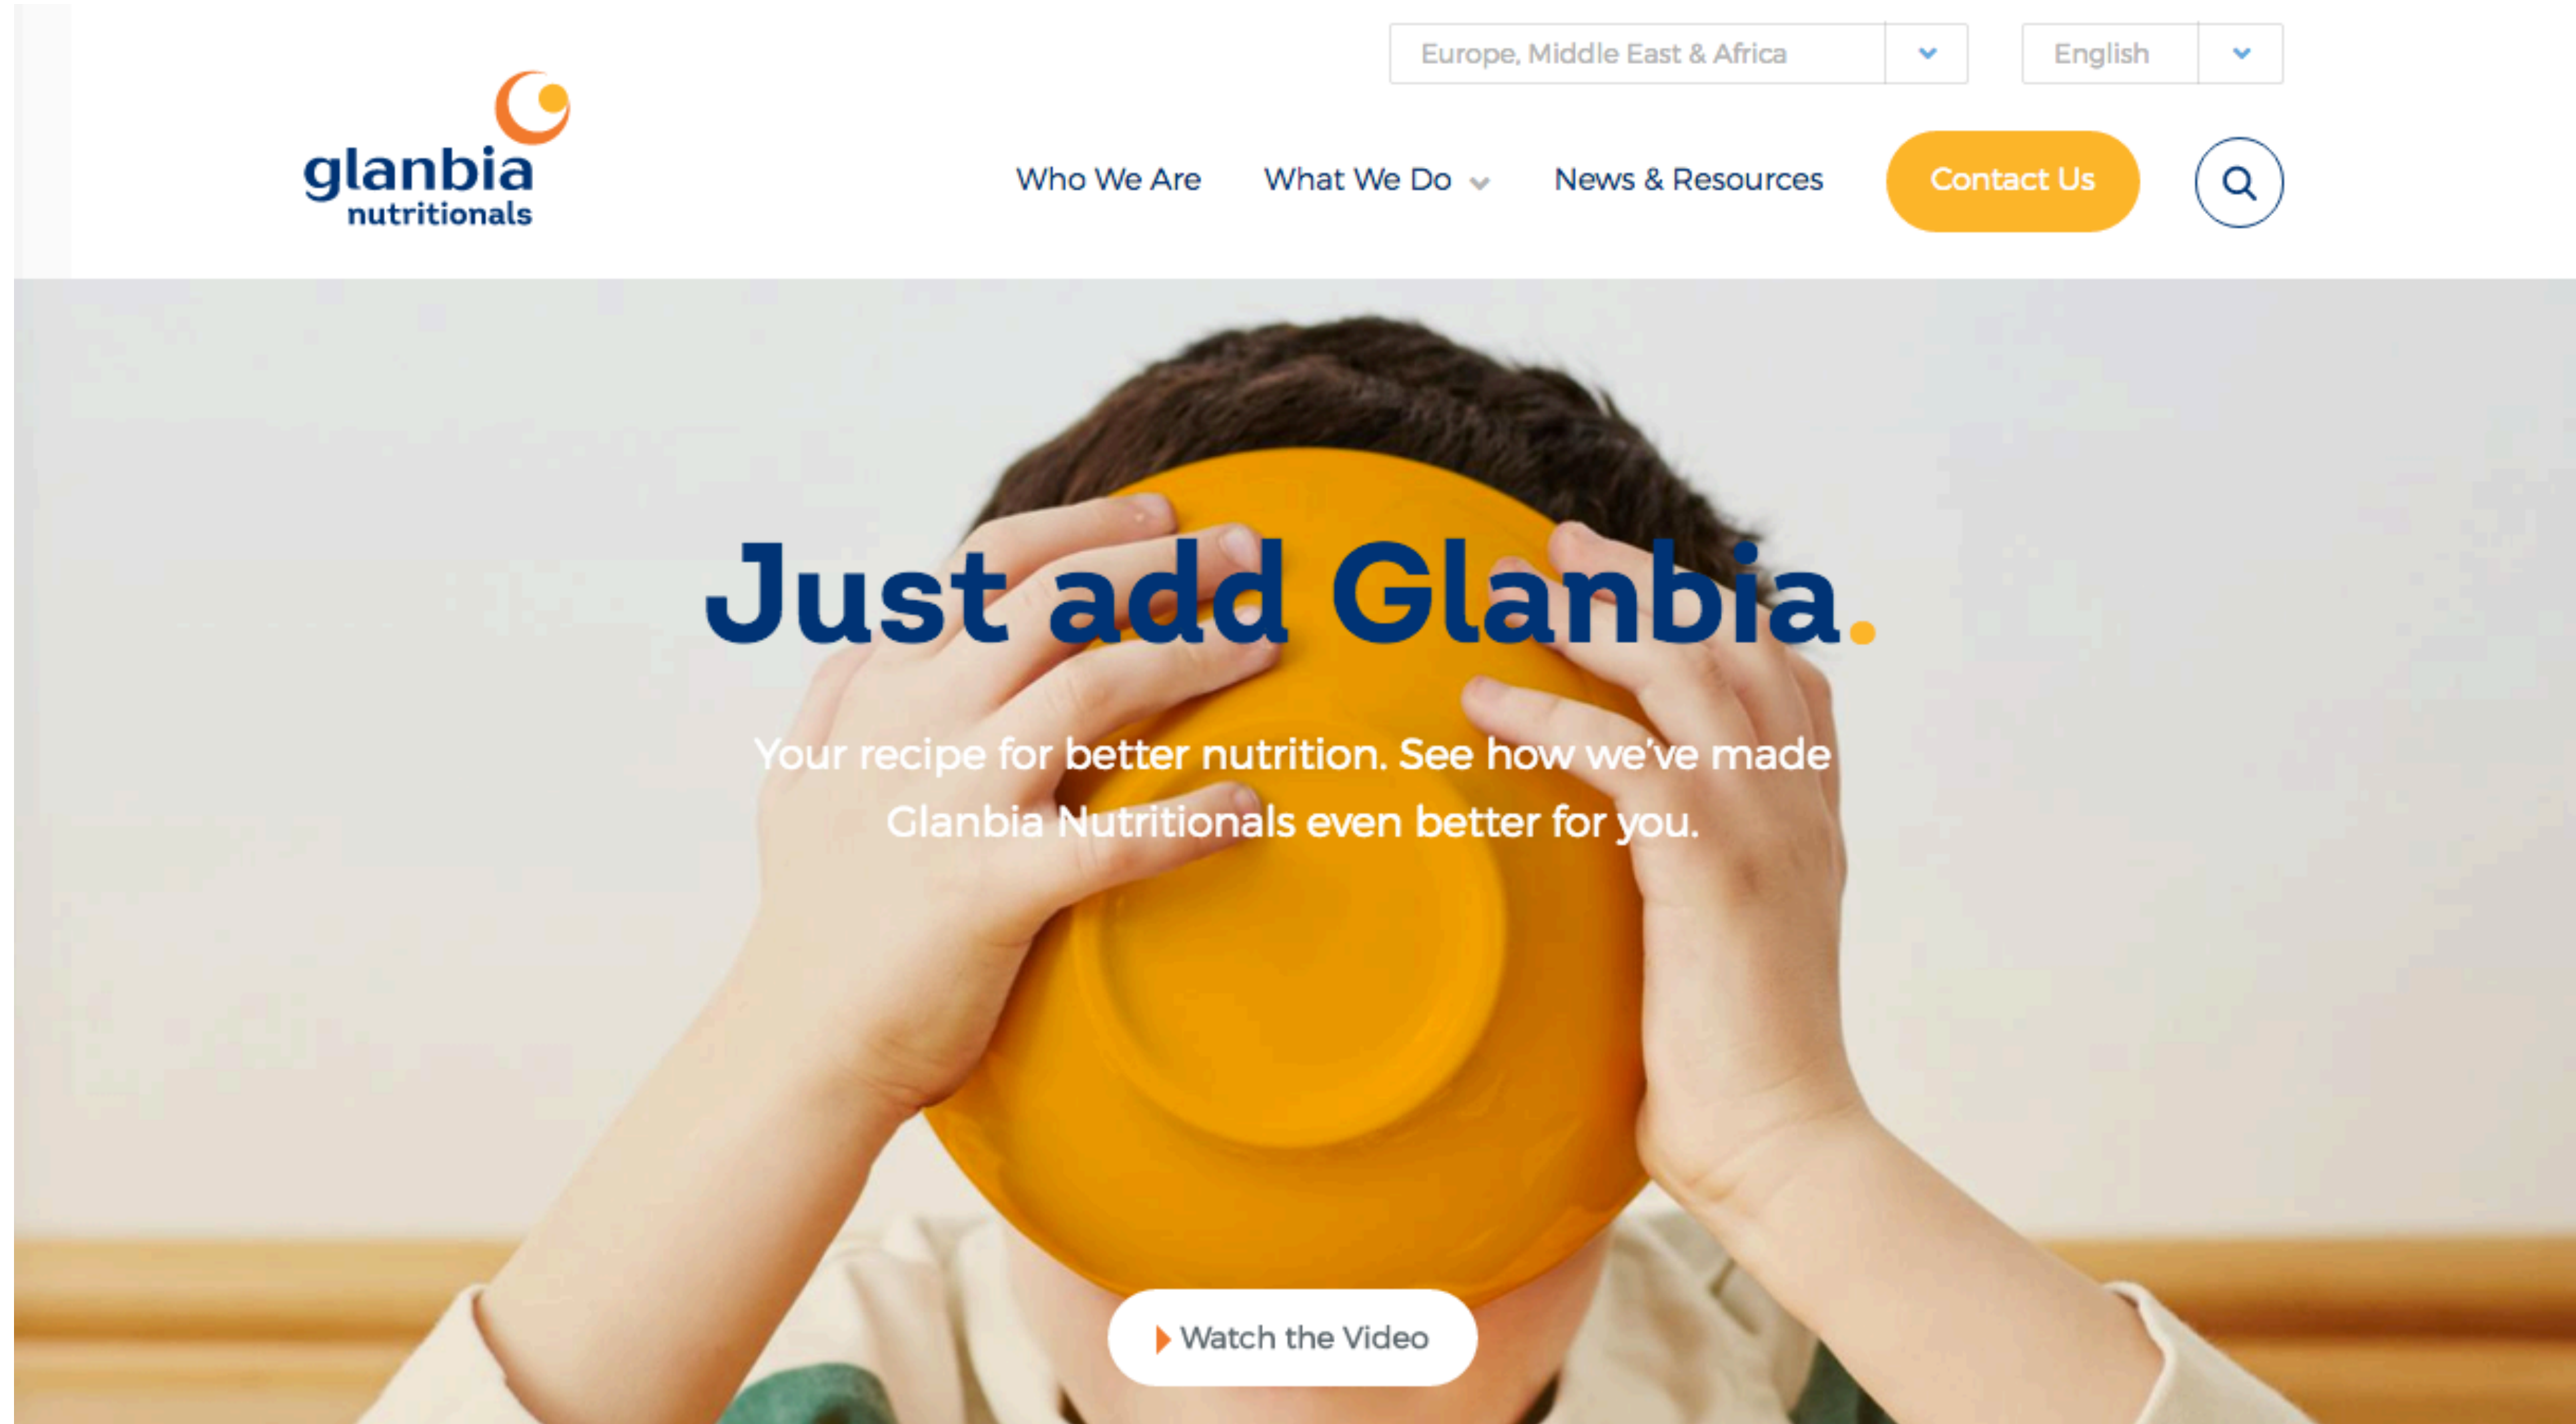 Europe, Middle East & Africa
English
glanbia
nutritionals
Who We Are
What We Do
News & Resources
Contact Us
Just add Glanbia.
Your recipe for better nutrition. See how we've made
Glanbia Nutritionals even better for you.
Watch the Video